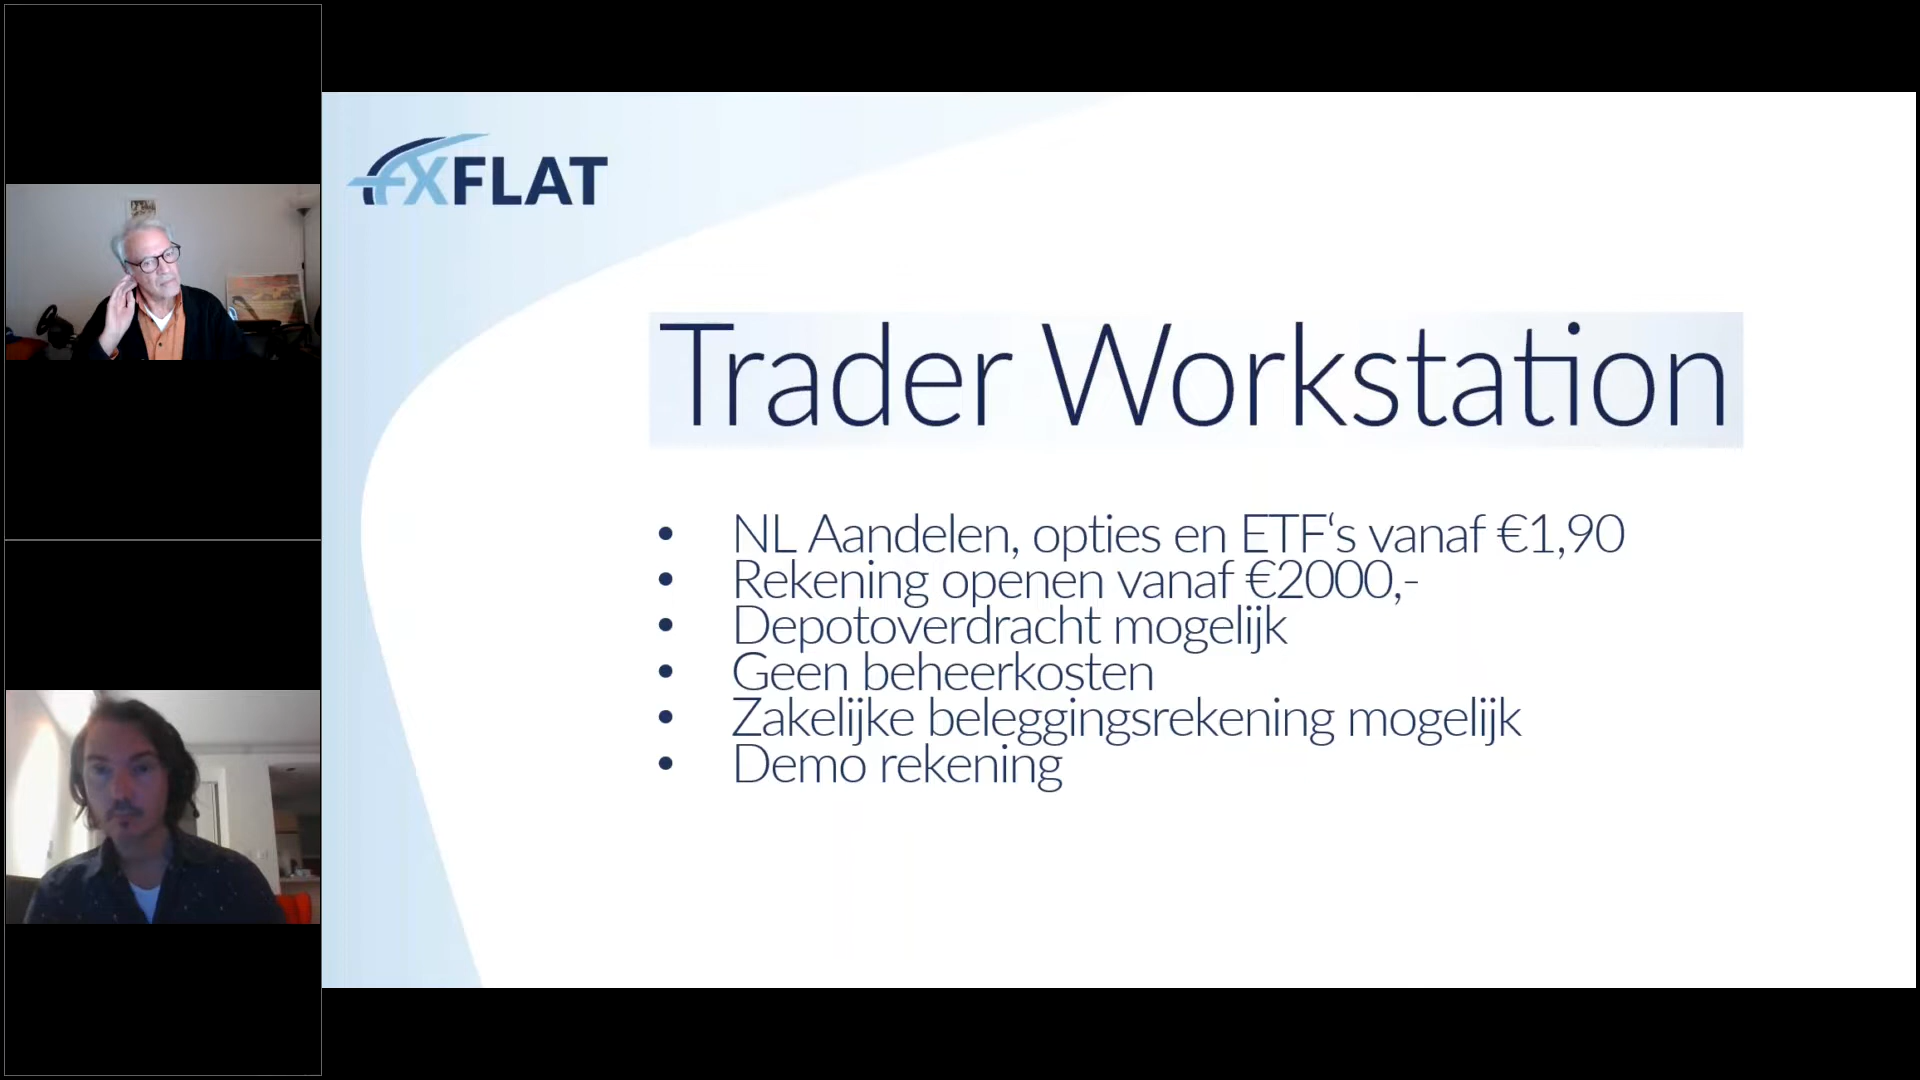 FXFLAT
Trader Workstation
• NL Aandelen, opties en ETF‘s vanaf €1,90
• Rekening openen vanaf €2000,-
• Depotoverdracht mogelijk
• Geen beheerkosten
• Zakelijke beleggingsrekening mogelijk
• Demo rekening